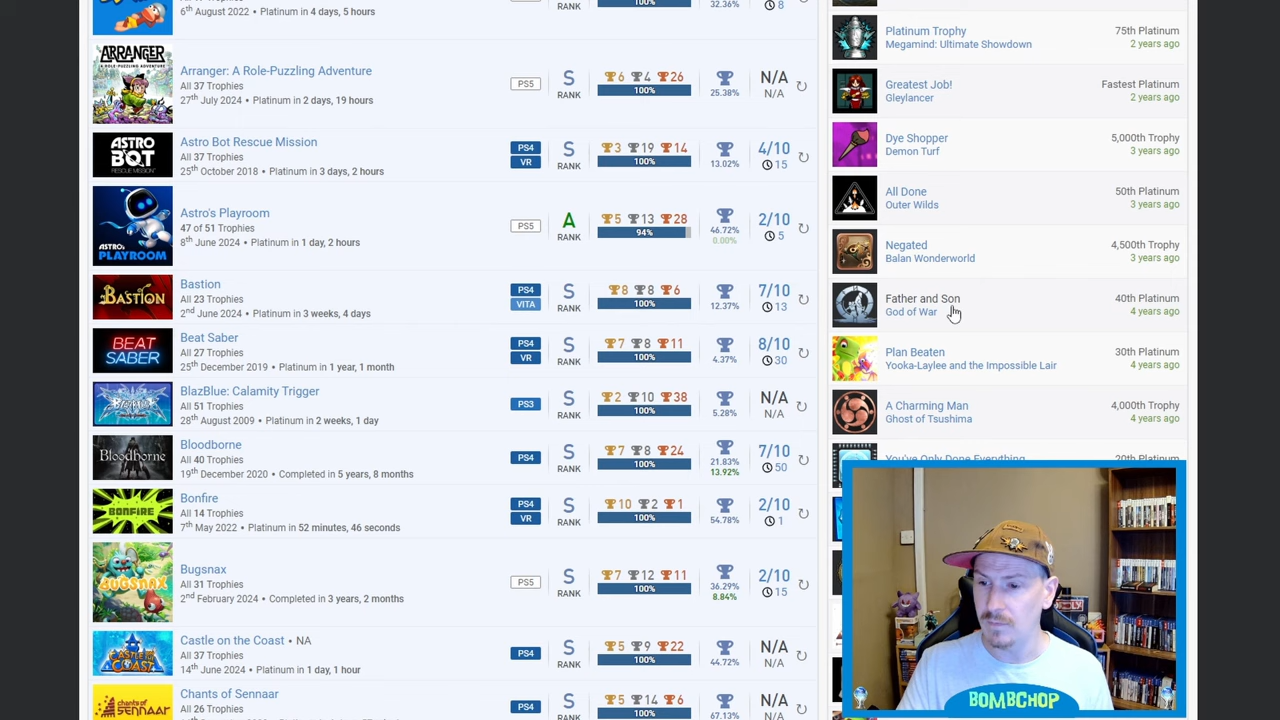 6th August 2022 • Platinum in 4 days, 5 hours
PS5
RANK
100%
32.36%
8
ARRANGER
A ROLE-PUZZLING ADVENTURE
Arranger: A Role-Puzzling Adventure
All 37 Trophies
27th July 2024 • Platinum in 2 days, 19 hours
PS5
S
RANK
6 4 26
100%
25.38%
N/A
N/A
ASTRO BOT
RESCUE MISSION
Astro Bot Rescue Mission
All 37 Trophies
25th October 2018 • Platinum in 3 days, 2 hours
PS4
VR
S
RANK
3 19 14
100%
13.02%
4/10
15
ASTRO's
PLAYROOM
Astro's Playroom
47 of 51 Trophies
8th June 2024 • Platinum in 1 day, 2 hours
PS5
A
RANK
5 13 28
94%
46.72%
0.00%
2/10
5
BASTION
Bastion
All 23 Trophies
2nd June 2024 • Platinum in 3 weeks, 4 days
PS4
VITA
S
RANK
8 8 6
100%
12.37%
7/10
13
BEAT
SABER
Beat Saber
All 27 Trophies
25th December 2019 • Platinum in 1 year, 1 month
PS4
VR
S
RANK
7 8 11
100%
4.37%
8/10
30
BLAZBLUE
BlazBlue: Calamity Trigger
All 51 Trophies
28th August 2013 • Platinum in 2 weeks, 1 day
PS3
S
RANK
2 10 38
100%
5.28%
N/A
N/A
Bloodborne
Bloodborne
All 40 Trophies
19th December 2020 • Completed in 5 years, 8 months
PS4
S
RANK
7 8 24
100%
21.83%
13.92%
7/10
50
BONFIRE
Bonfire
All 14 Trophies
7th May 2022 • Platinum in 52 minutes, 46 seconds
PS4
VR
S
RANK
10 2 1
100%
54.78%
2/10
1
BUGSNAX
Bugsnax
All 31 Trophies
2nd February 2024 • Completed in 3 years, 2 months
PS5
S
RANK
7 12 11
100%
36.29%
8.84%
2/10
15
CASTLE
COAST
Castle on the Coast • NA
All 37 Trophies
14th June 2024 • Platinum in 1 day, 1 hour
PS4
S
RANK
5 9 22
100%
44.72%
N/A
N/A
chants of
SENNAAR
Chants of Sennaar
All 26 Trophies
PS4
S
RANK
5 14 6
100%
67.13%
N/A
N/A
Platinum Trophy
Megamind: Ultimate Showdown
75th Platinum
2 years ago
Greatest Job!
Gleylancer
Fastest Platinum
2 years ago
Dye Shopper
Demon Turf
5,000th Trophy
3 years ago
All Done
Outer Wilds
50th Platinum
3 years ago
Negated
Balan Wonderworld
4,500th Trophy
3 years ago
Father and Son
God of War
40th Platinum
4 years ago
Plan Beaten
Yooka-Laylee and the Impossible Lair
30th Platinum
4 years ago
A Charming Man
Ghost of Tsushima
4,000th Trophy
4 years ago
You've Only Done Everything
20th Platinum
BOMBCHOP